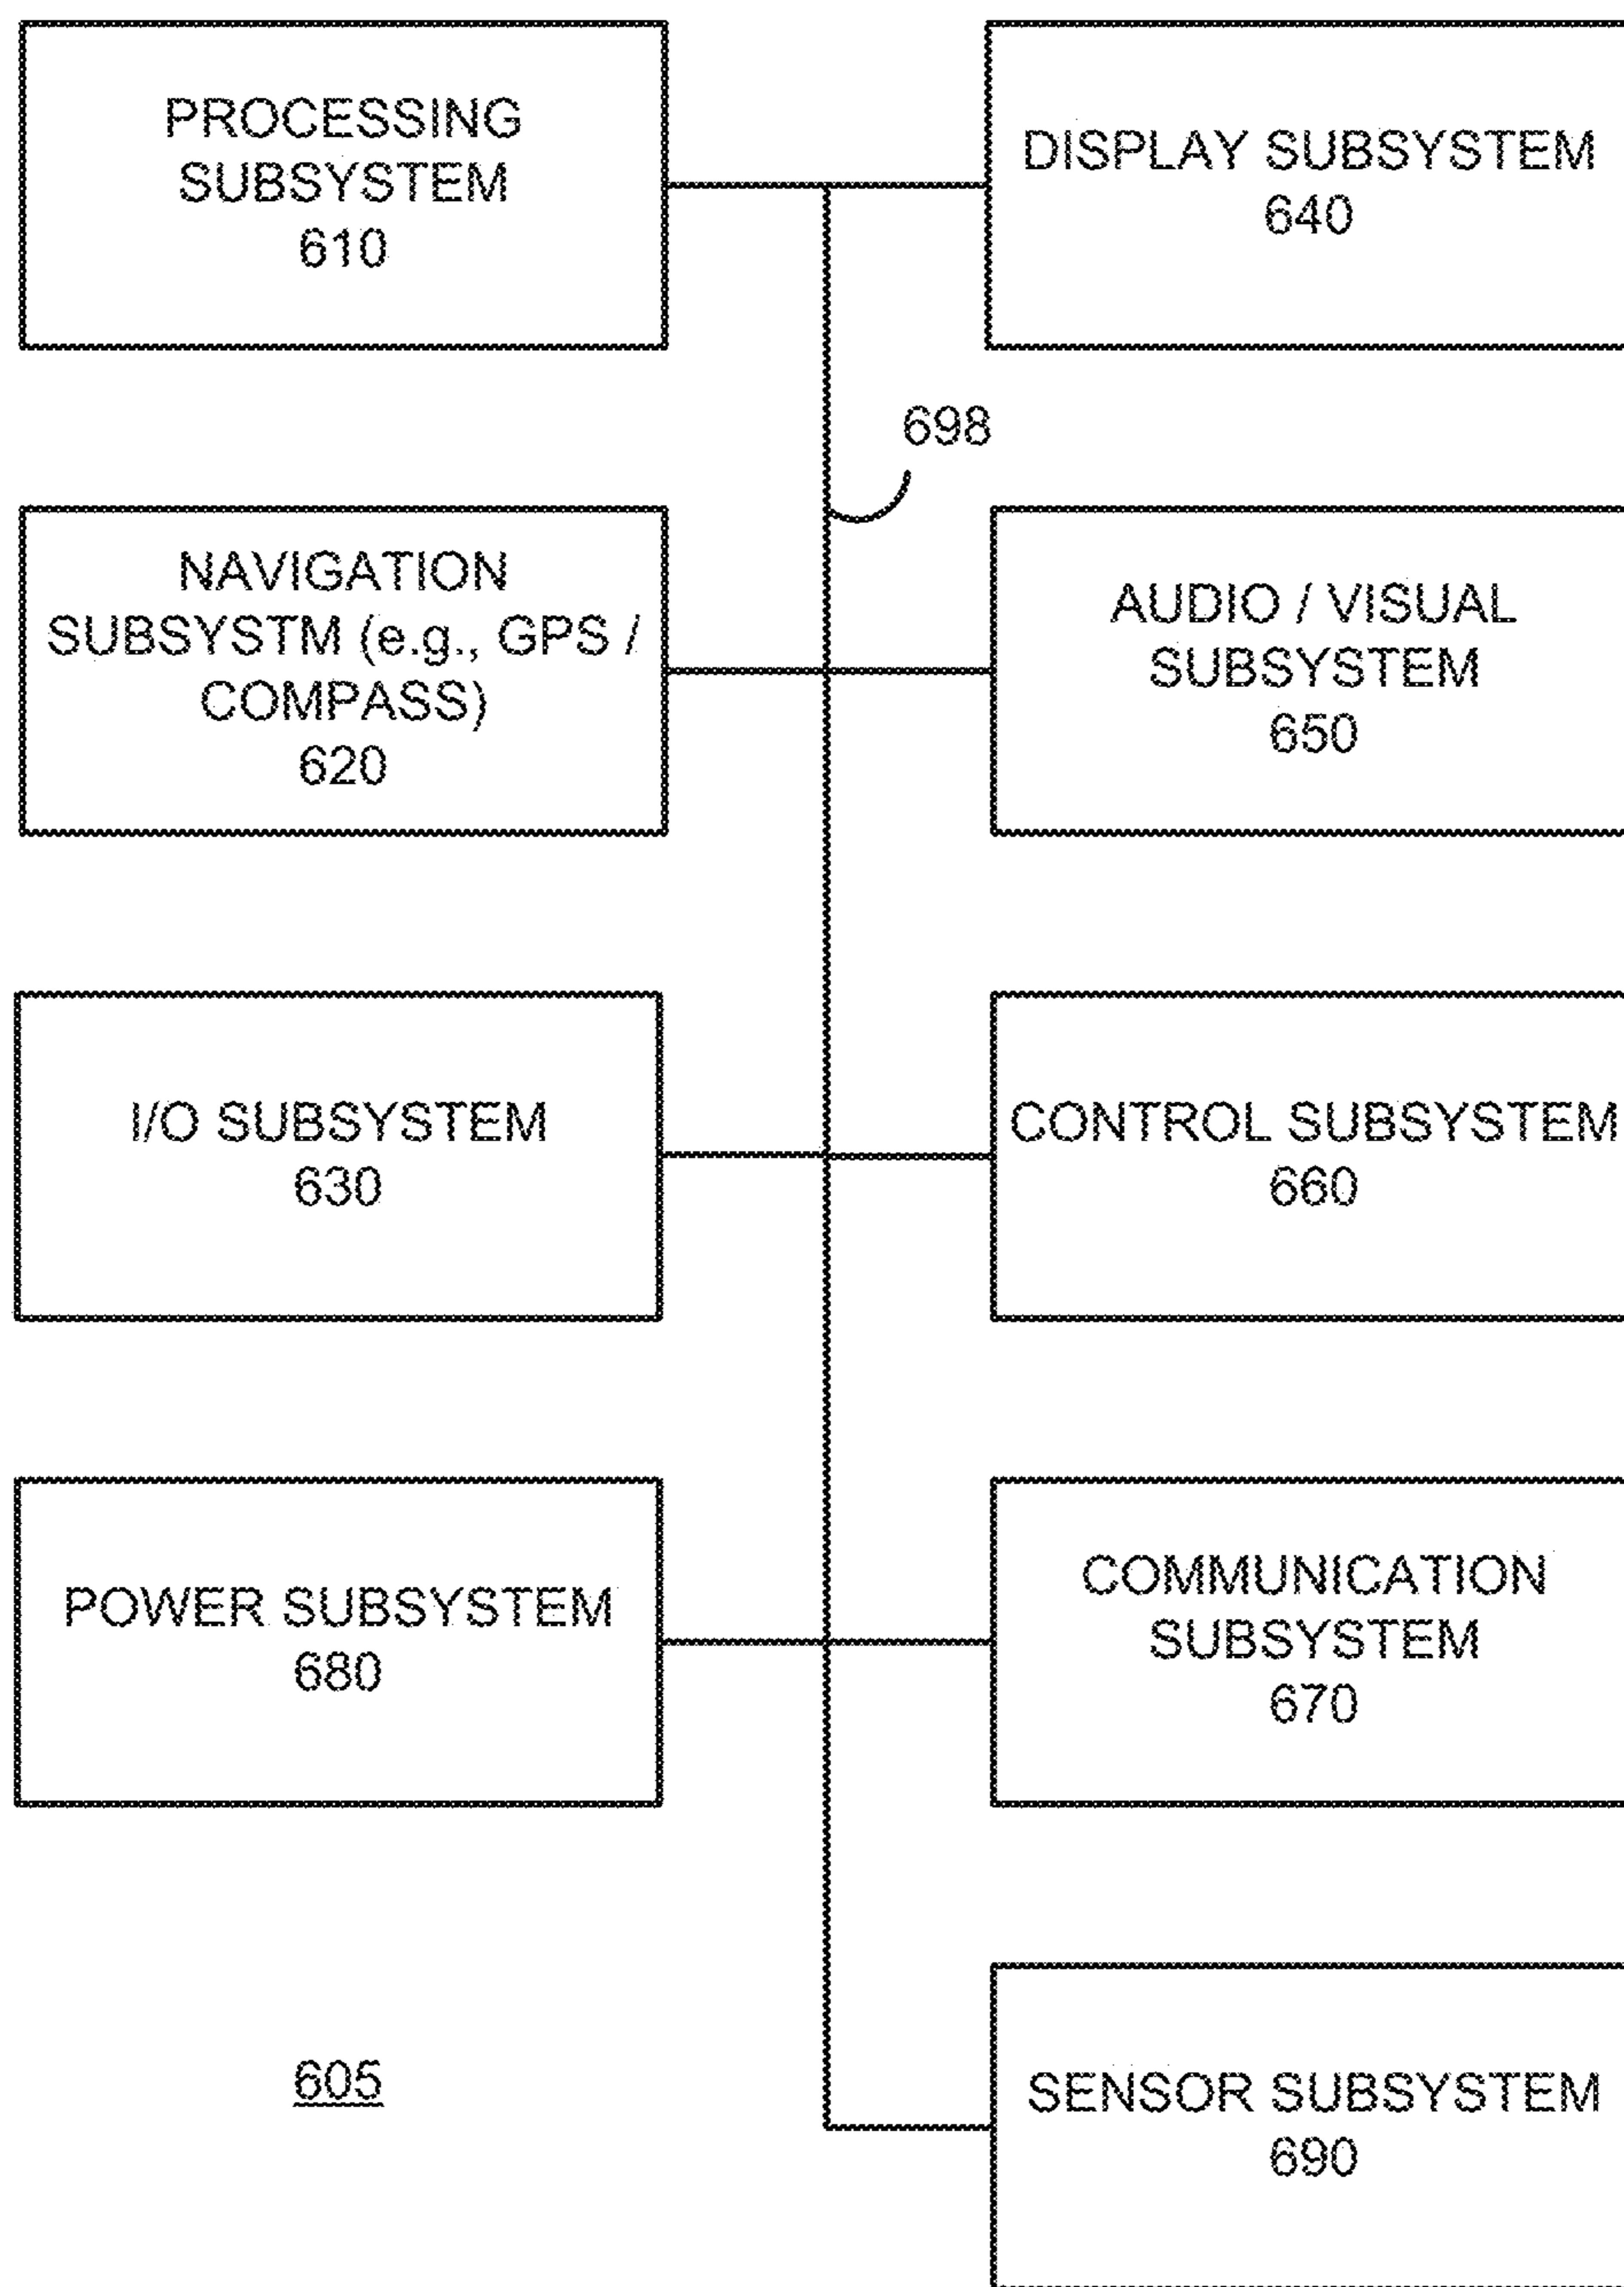 PROCESSING
SUBSYSTEM
610
DISPLAY SUBSYSTEM
640
698
NAVIGATION
SUBSYSTM (e.g., GPS /
COMPASS)
620
AUDIO / VISUAL
SUBSYSTEM
650
I/O SUBSYSTEM
630
CONTROL SUBSYSTEM
660
POWER SUBSYSTEM
680
COMMUNICATION
SUBSYSTEM
670
605
SENSOR SUBSYSTEM
690